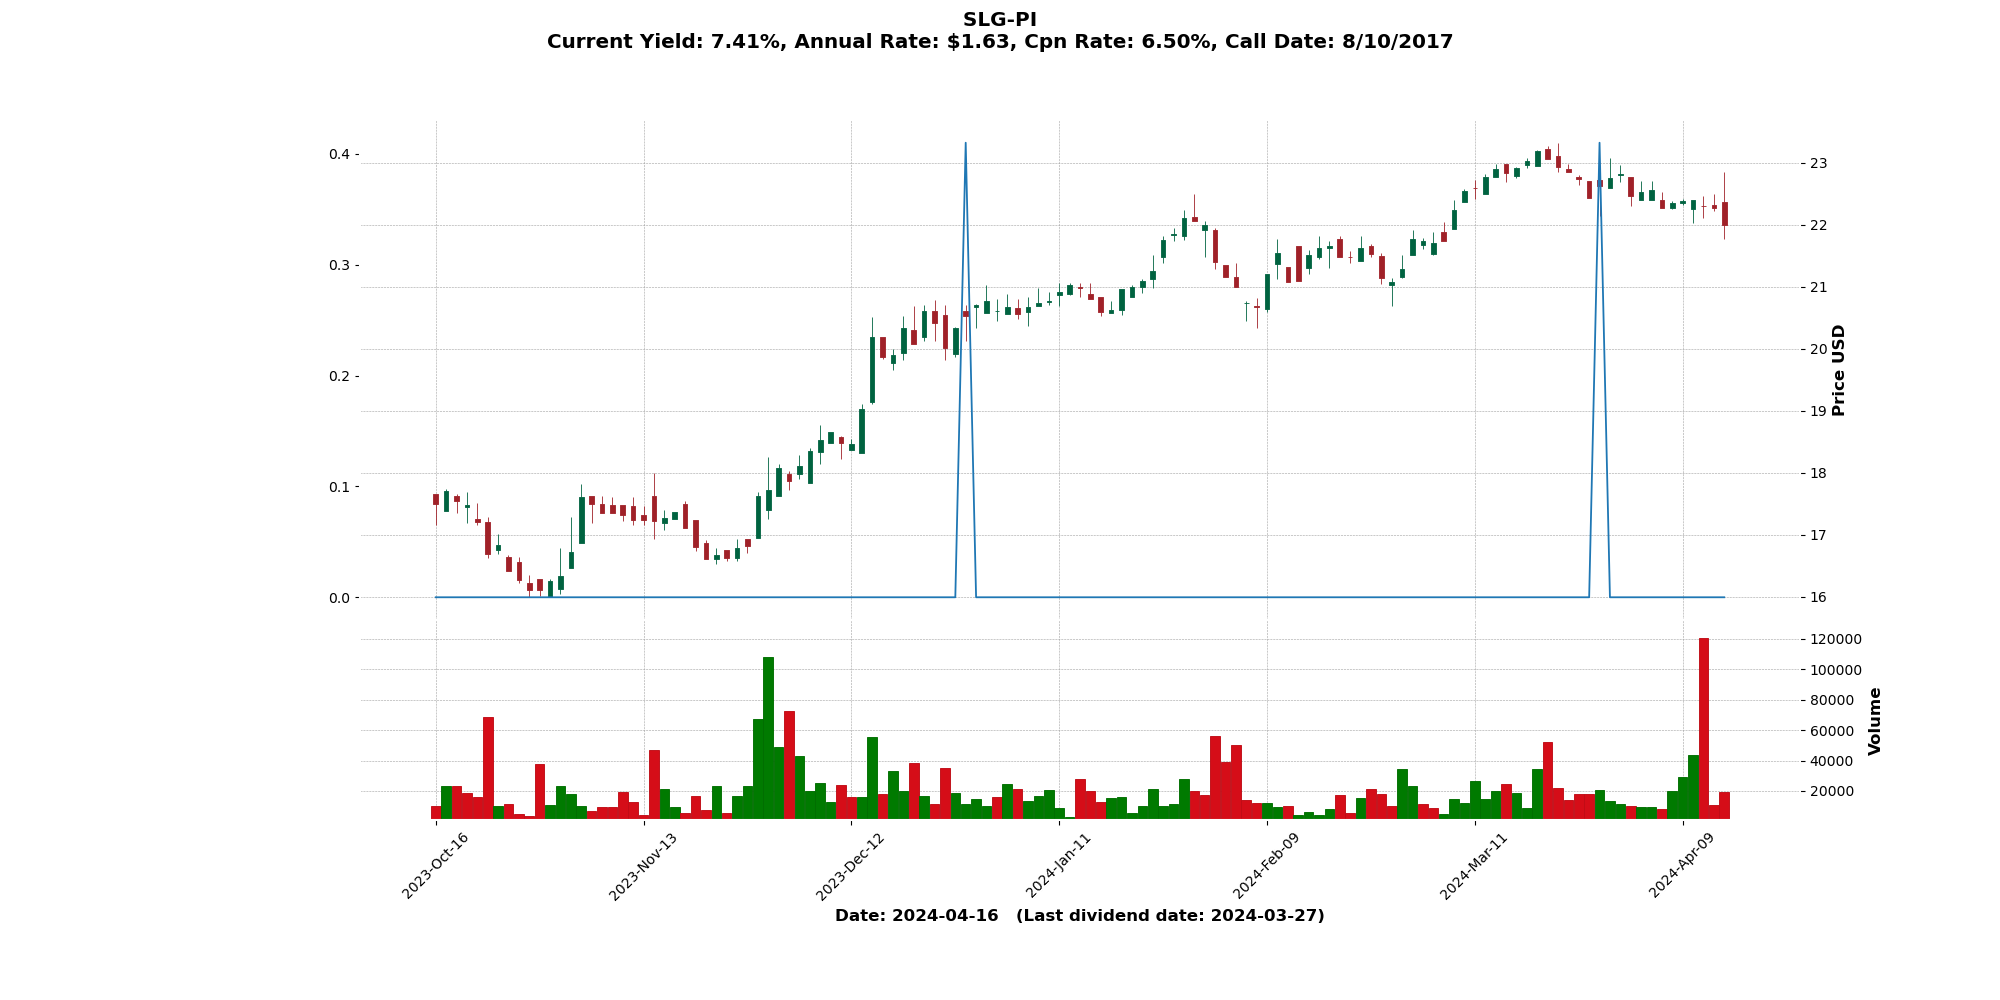 SLG-PI
Current Yield: 7.41%, Annual Rate: $1.63, Cpn Rate: 6.50%, Call Date: 8/10/2017
0.4
0.3
0.2
0.1
0.0
23
22
21
20
19
18
17
16
Price USD
120000
100000
80000
60000
40000
20000
Volume
2023-Oct-16
2023-Nov-13
2023-Dec-12
2024-Jan-11
2024-Feb-09
2024-Mar-11
2024-Apr-09
Date: 2024-04-16 (Last dividend date: 2024-03-27)